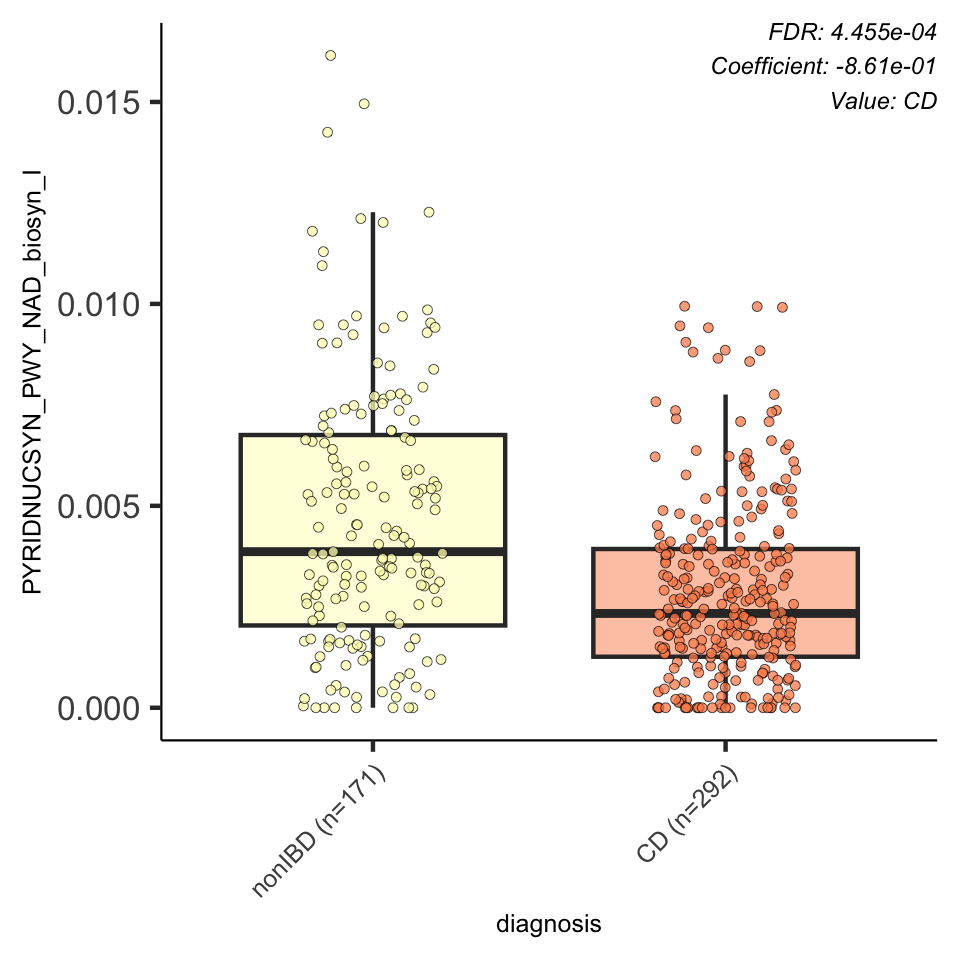 FDR: 4.455e-04
Coefficient: -8.61e-01
Value: CD
PYRIDNUCSYN_PWY_NAD_biosyn_I
0.015
0.010
0.005
0.000
nonIBD (n=171)
CD (n=292)
diagnosis